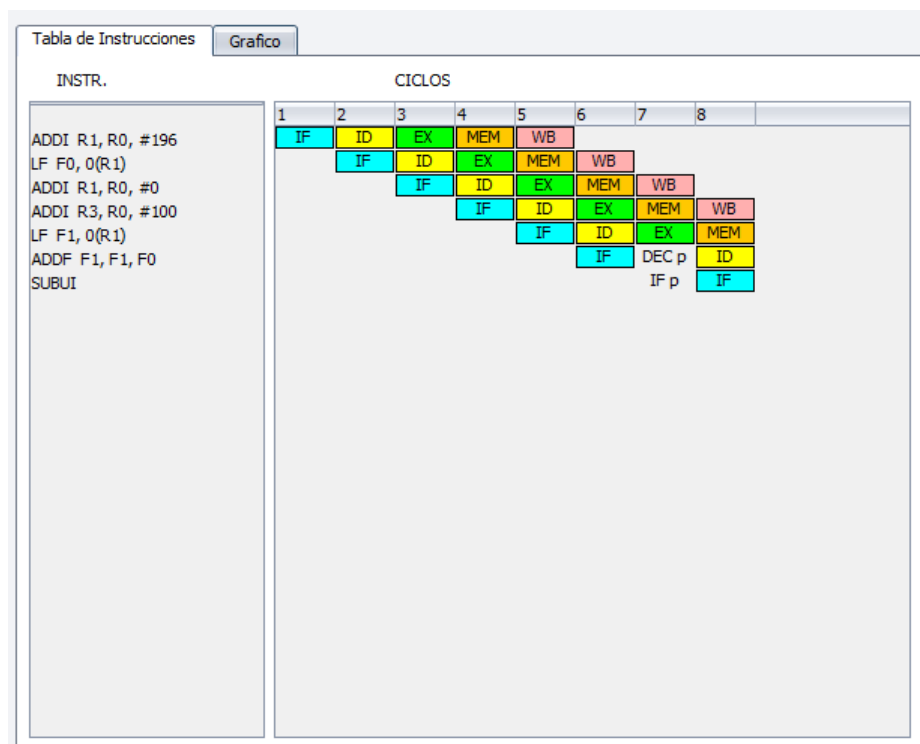 Tabla de Instrucciones Grafico
INSTR. CICLOS
1 2 3 4 5 6 7 8
ADDI R1, R0, #196 IF ID EX MEM WB
LF F0, 0(R1) IF ID EX MEM WB
ADDI R1, R0, #0 IF ID EX MEM WB
ADDI R3, R0, #100 IF ID EX MEM WB
LF F1, 0(R1) IF ID EX MEM
ADDF F1, F1, F0 IF DEC p ID
SUBUI IF p IF